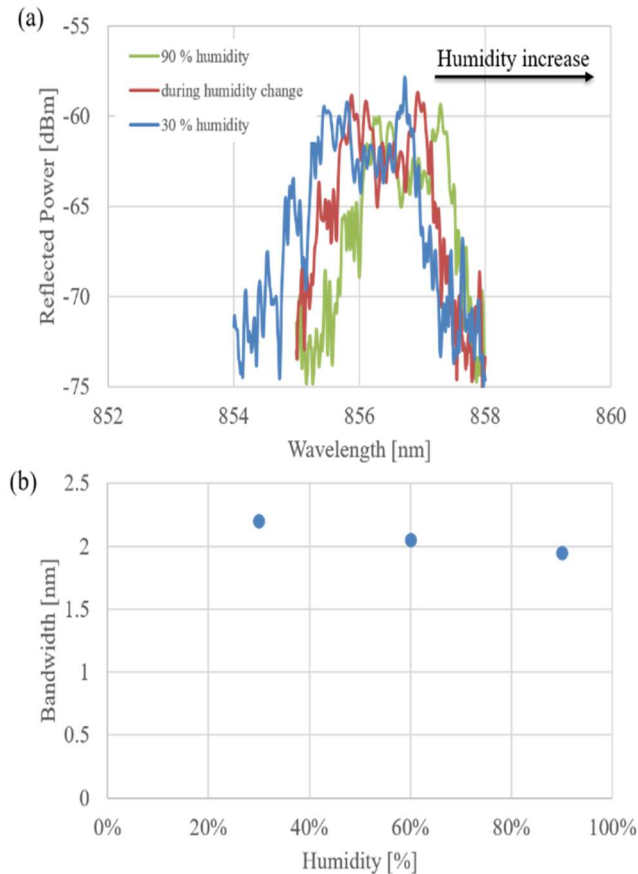 (a)
-55
-60
-65
-70
-75
Reflected Power [dBm]
90 % humidity
during humidity change
30 % humidity
Humidity increase
852
854
856
858
860
Wavelength [nm]
(b)
2.5
2
1.5
1
0.5
0
Bandwidth [nm]
0%
20%
40%
60%
80%
100%
Humidity [%]